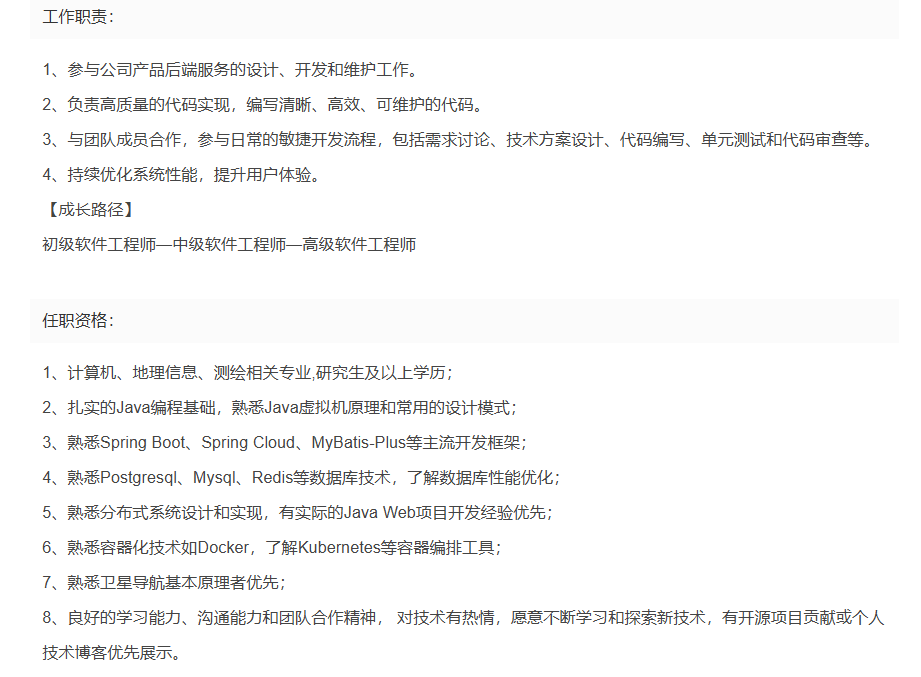 工作职责：
1、参与公司产品后端服务的设计、开发和维护工作。
2、负责高质量的代码实现，编写清晰、高效、可维护的代码。
3、与团队成员合作，参与日常的敏捷开发流程，包括需求讨论、技术方案设计、代码编写、单元测试和代码审查等。
4、持续优化系统性能，提升用户体验。
【成长路径】
初级软件工程师—中级软件工程师—高级软件工程师
任职资格：
1、计算机、地理信息、测绘相关专业,研究生及以上学历；
2、扎实的Java编程基础，熟悉Java虚拟机原理和常用的设计模式；
3、熟悉Spring Boot、Spring Cloud、MyBatis-Plus等主流开发框架；
4、熟悉Postgresql、Mysql、Redis等数据库技术，了解数据库性能优化；
5、熟悉分布式系统设计和实现，有实际的Java Web项目开发经验优先；
6、熟悉容器化技术如Docker，了解Kubernetes等容器编排工具；
7、熟悉卫星导航基本原理者优先；
8、良好的学习能力、沟通能力和团队合作精神， 对技术有热情，愿意不断学习和探索新技术，有开源项目贡献或个人
技术博客优先展示。